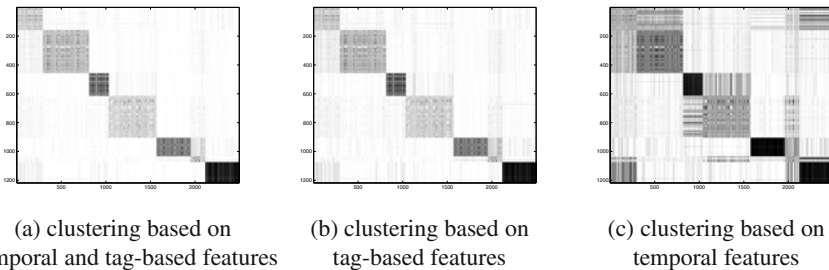 200
400
600
800
1000
1200
500 1000 1500 2000
200
400
600
800
1000
1200
500 1000 1500 2000
200
400
600
800
1000
1200
500 1000 1500 2000
(a) clustering based on
mporal and tag-based features
(b) clustering based on
tag-based features
(c) clustering based on
temporal features